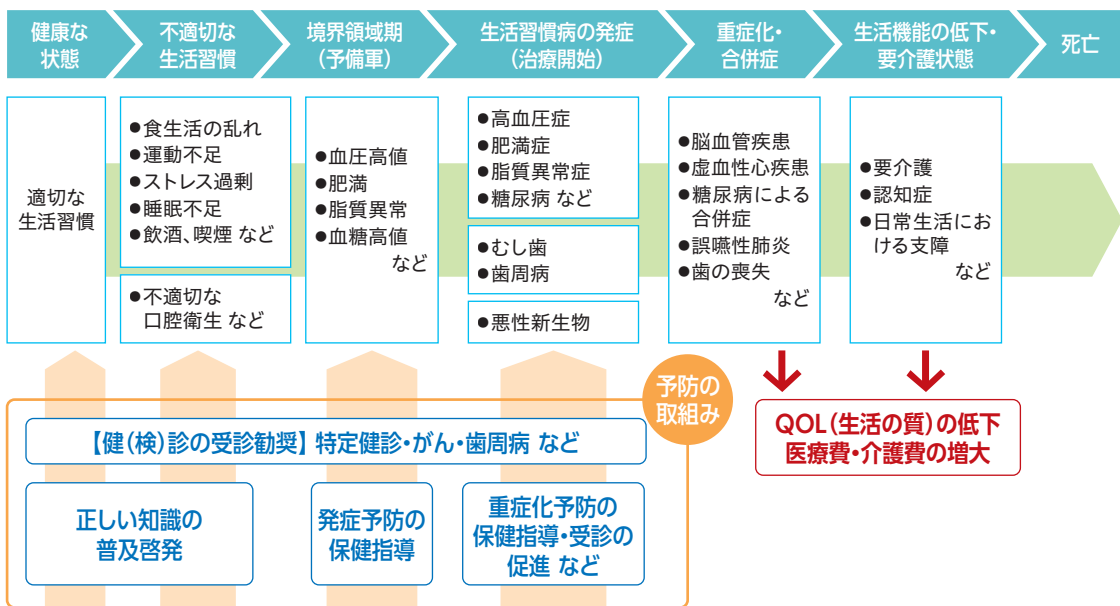 健康な
状態
不適切な
生活習慣
境界領域期
（予備軍）
生活習慣病の発症
（治療開始）
重症化・
合併症
生活機能の低下・
要介護状態
死亡
適切な
生活習慣
●食生活の乱れ
●運動不足
●ストレス過剰
●睡眠不足
●飲酒、喫煙 など
●不適切な
口腔衛生 など
●血圧高値
●肥満
●脂質異常
●血糖高値
など
●高血圧症
●肥満症
●脂質異常症
●糖尿病 など
●むし歯
●歯周病
●悪性新生物
●脳血管疾患
●虚血性心疾患
●糖尿病による
合併症
●誤嚥性肺炎
●歯の喪失
など
●要介護
●認知症
●日常生活にお
ける支障
など
予防の
取組み
【健（検）診の受診勧奨】特定健診・がん・歯周病 など
正しい知識の
普及啓発
発症予防の
保健指導
重症化予防の
保健指導・受診の
促進 など
QOL（生活の質）の低下
医療費・介護費の増大